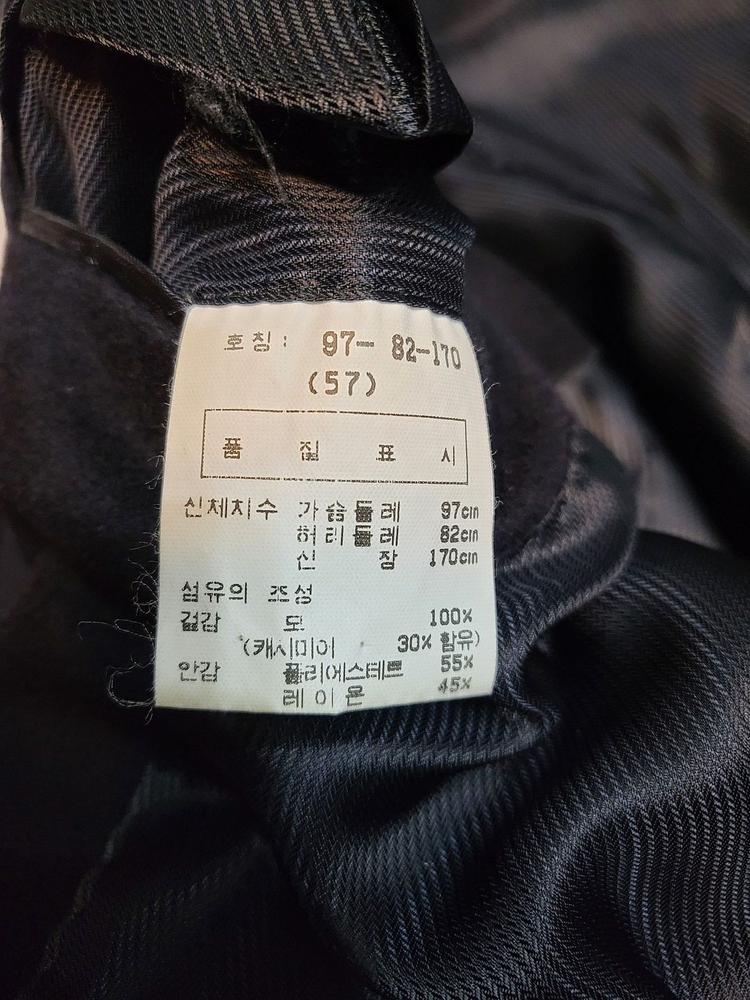 호칭: 97- 82-170
(57)
품 질 표 시
신체치수 가슴둘레 97cm
허리둘레 82cm
신 장 170cm
섬유의 조성
겉감 모 100%
(캐시미어 30% 함유)
안감 폴리에스테르 55%
레이온 45%